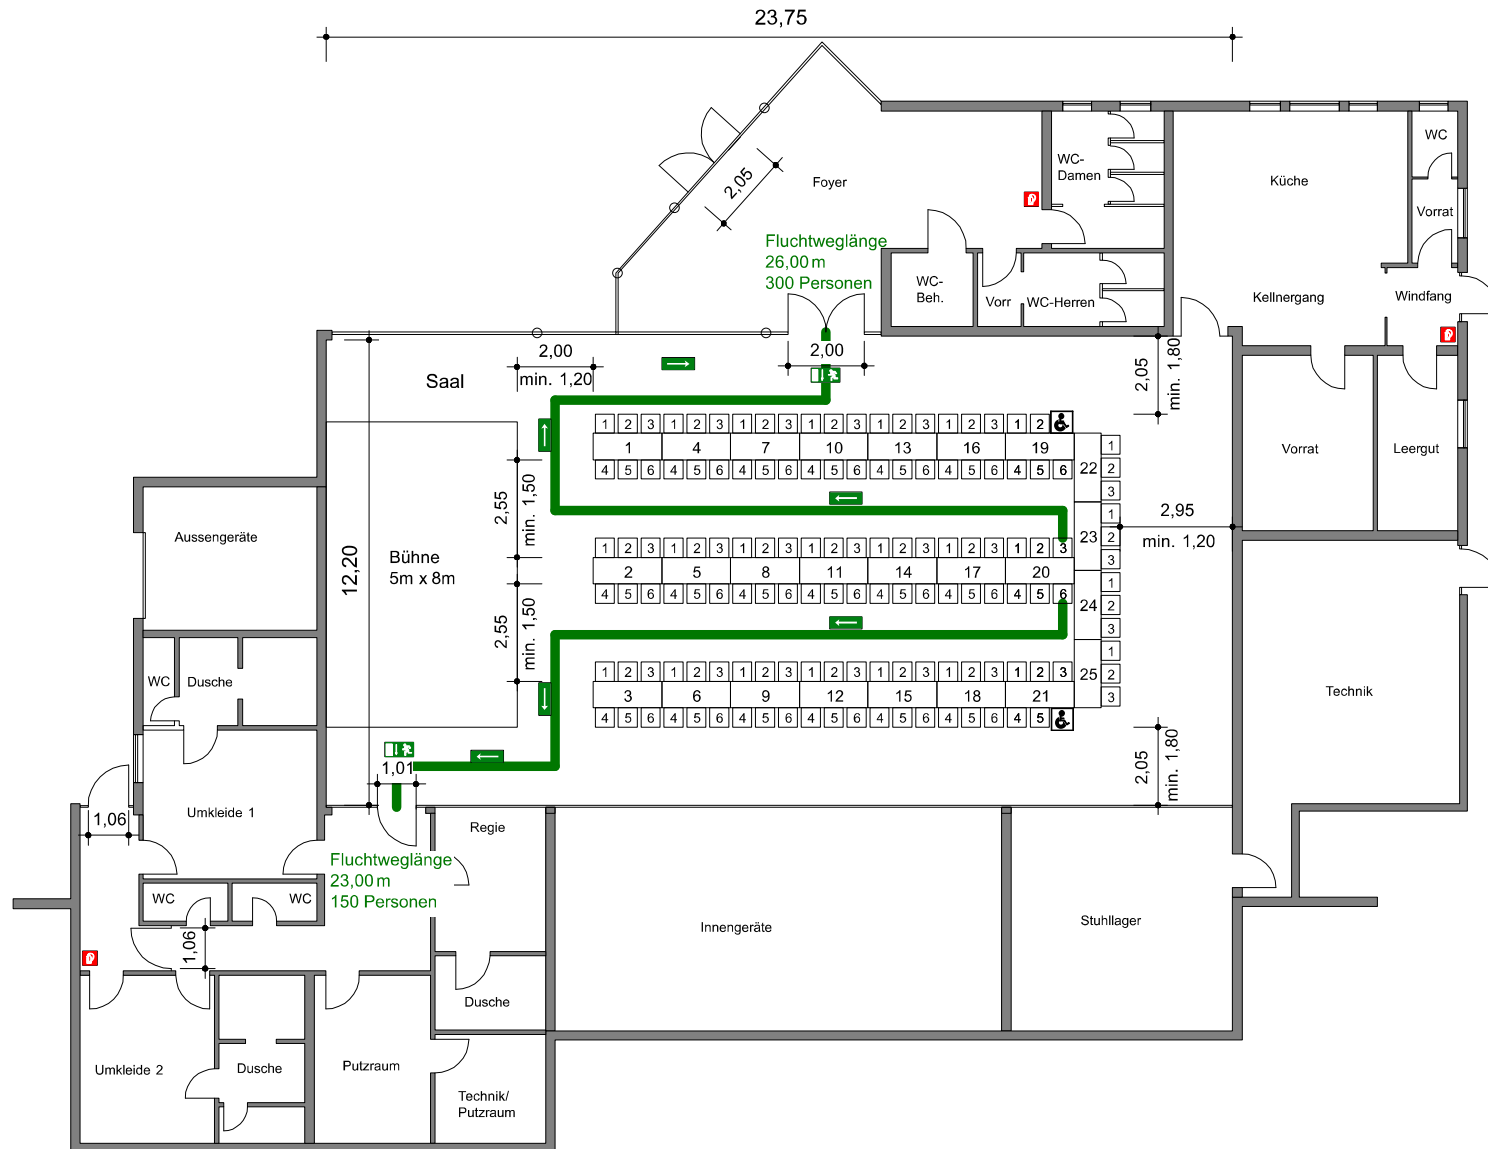 23,75
WC
WC-
Damen
Küche
2,05
Foyer
Vorrat
Fluchtweglänge
26,00 m
300 Personen
WC-
Beh.
Vorr
WC-Herren
Kellnergang
Windfang
2,00
min. 1,20
2,00
Saal
2,05
min. 1,80
1 2 3 1 2 3 1 2 3 1 2 3 1 2 3 1 2 3 1 2
1 4 7 10 13 16 19
4 5 6 4 5 6 4 5 6 4 5 6 4 5 6 4 5 6 4 5 6
22
1
2
3
Vorrat
Leergut
2,55
min. 1,50
2,95
min. 1,20
Aussengeräte
12,20
Bühne
5m x 8m
1 2 3 1 2 3 1 2 3 1 2 3 1 2 3 1 2 3 1 2 3
2 5 8 11 14 17 20
4 5 6 4 5 6 4 5 6 4 5 6 4 5 6 4 5 6 4 5 6
23
1
2
3
24
1
2
3
2,55
min. 1,50
1 2 3 1 2 3 1 2 3 1 2 3 1 2 3 1 2 3 1 2 3
3 6 9 12 15 18 21
4 5 6 4 5 6 4 5 6 4 5 6 4 5 6 4 5 6 4 5
25
1
2
3
WC
Dusche
Technik
1,01
2,05
min. 1,80
1,06
Umkleide 1
Regie
Fluchtweglänge
23,00 m
150 Personen
WC
WC
1,06
Innengeräte
Stuhllager
Dusche
Umkleide 2
Dusche
Putzraum
Technik/
Putzraum